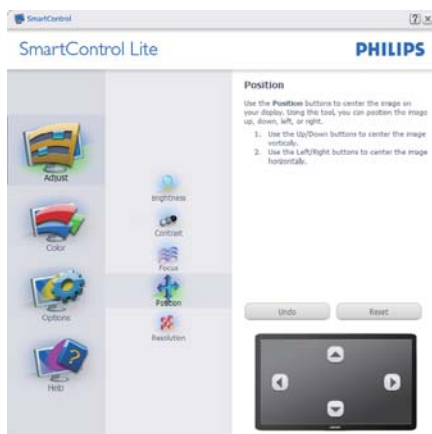 SmartControl
SmartControl Lite
PHILIPS
Adjust
Color
Options
Help
Brightness
Contrast
Focus
Position
Resolution
Position
Use the Position buttons to center the image on
your display. Using the tool, you can position the image
up, down, left, or right.
1. Use the Up/Down buttons to center the image
vertically.
2. Use the Left/Right buttons to center the image
horizontally.
Undo
Reset